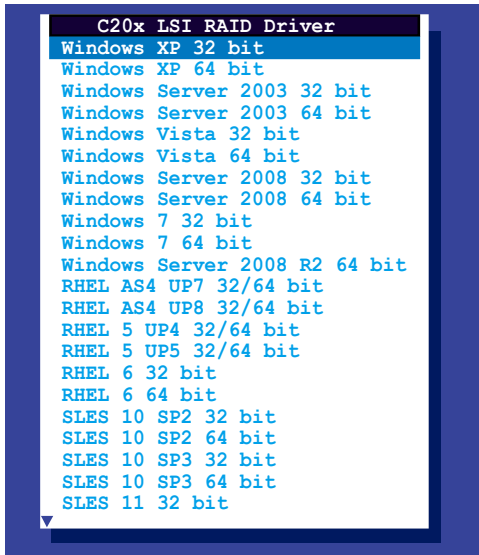 C20x LSI RAID Driver
Windows XP 32 bit
Windows XP 64 bit
Windows Server 2003 32 bit
Windows Server 2003 64 bit
Windows Vista 32 bit
Windows Vista 64 bit
Windows Server 2008 32 bit
Windows Server 2008 64 bit
Windows 7 32 bit
Windows 7 64 bit
Windows Server 2008 R2 64 bit
RHEL AS4 UP7 32/64 bit
RHEL AS4 UP8 32/64 bit
RHEL 5 UP4 32/64 bit
RHEL 5 UP5 32/64 bit
RHEL 6 32 bit
RHEL 6 64 bit
SLES 10 SP2 32 bit
SLES 10 SP2 64 bit
SLES 10 SP3 32 bit
SLES 10 SP3 64 bit
SLES 11 32 bit